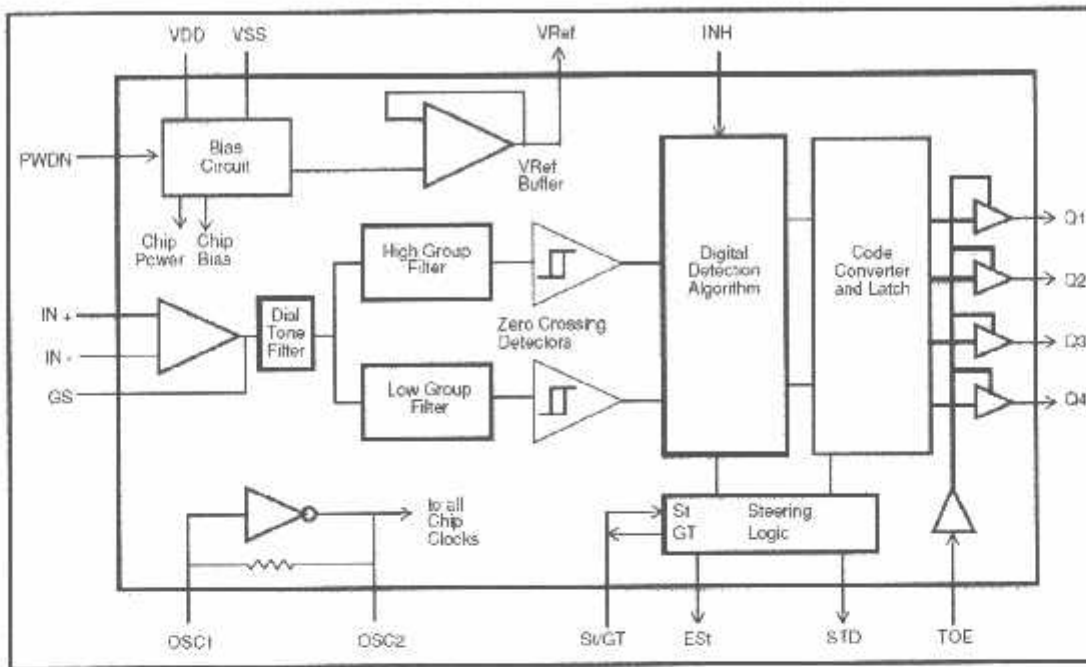 VDD VSS VRef INH
PWDN
Bias
Circuit
VRef
Buffer
Chip
Power
Chip
Bias
High Group
Filter
Digital
Detection
Algorithm
Code
Converter
and Latch
Q1
Q2
Q3
Q4
IN +
IN -
GS
Dial
Tone
Filter
Zero Crossing
Detectors
Low Group
Filter
to all
Chip
Clocks
St Steering
GT Logic
OSC1 OSC2 St/GT ESt STD TOE